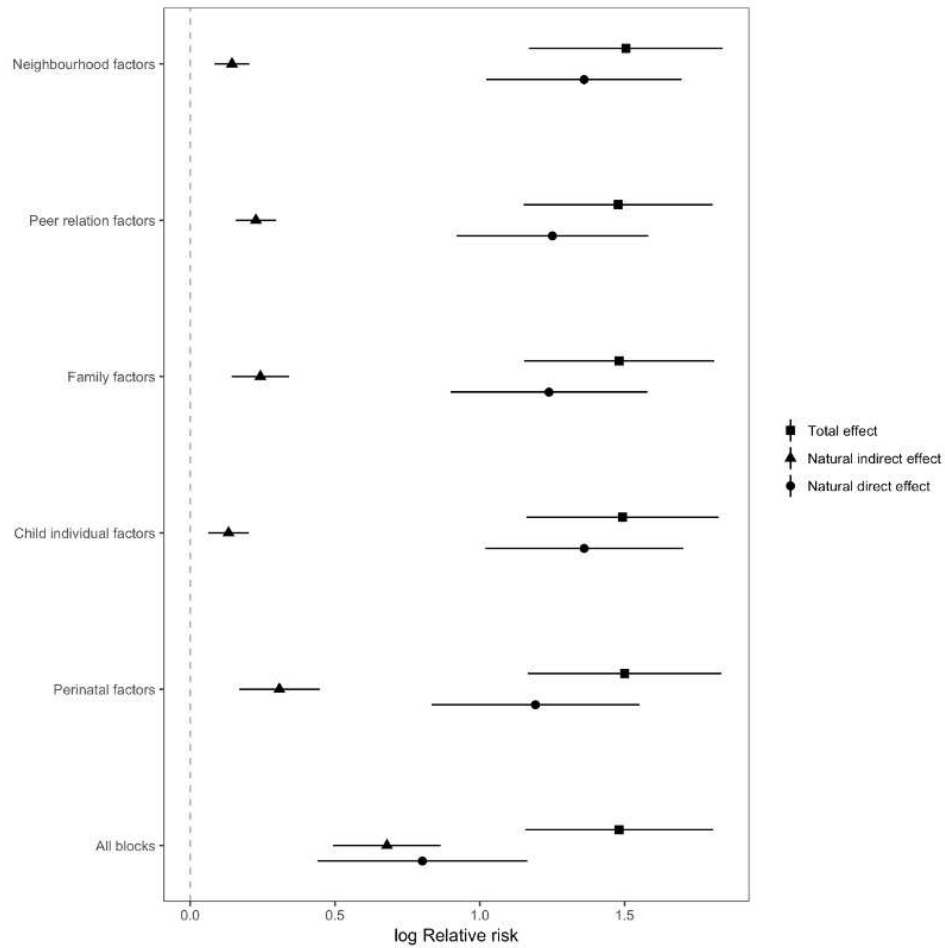 Neighbourhood factors
Peer relation factors
Family factors
Child individual factors
Perinatal factors
All blocks
0.0
0.5
1.0
1.5
log Relative risk
Total effect
Natural indirect effect
Natural direct effect